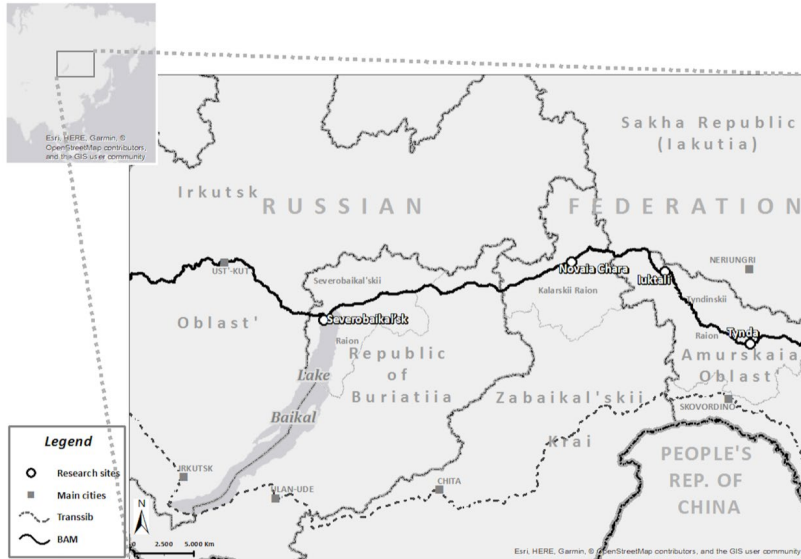 Esri, HERE, Garmin, ©
OpenStreetMap contributors,
and the GIS user community
Sakha Republic
(Iakutia)
Irkutsk
RUSSIAN FEDERATION
UST'-KUT
Severobaikal'skii
Novaia Chara
NERIUNGRI
Iuktali
Kalarskii Raion
Tyndinskii
Oblast'
Severobaikal'sk
Raion
Raion
Tynda
Republic
of
Buriatiia
Amurskaia
Oblast'
Lake
Baikal
Zabaikal'skii
Krai
SKOVORDINO
PEOPLE'S
REP. OF
CHINA
IRKUTSK
ULAN-UDE
CHITA
Legend
Research sites
Main cities
Transsib
BAM
N
0 2.500 5.000 Km
Esri, HERE, Garmin, © OpenStreetMap contributors, and the GIS user community